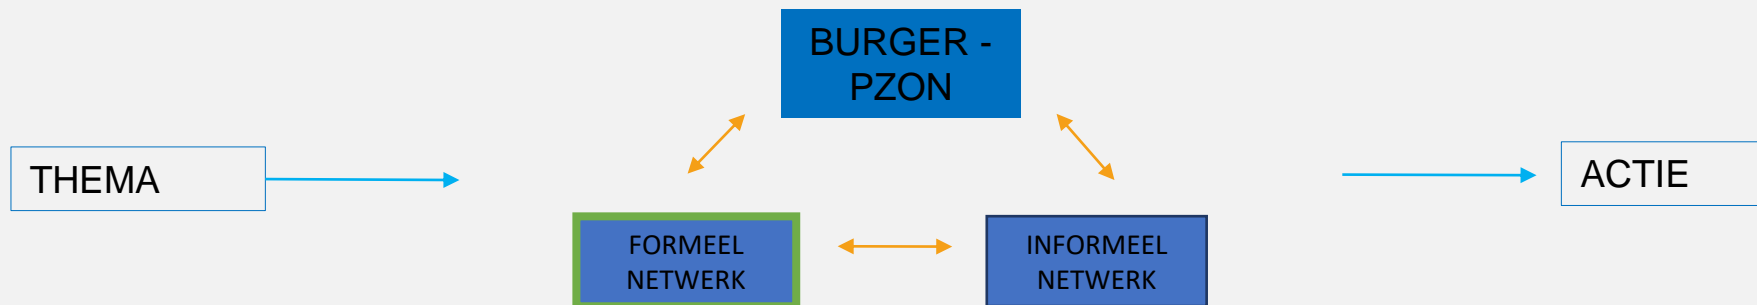 BURGER -
PZON
THEMA
ACTIE
FORMEEL
NETWERK
INFORMEEL
NETWERK